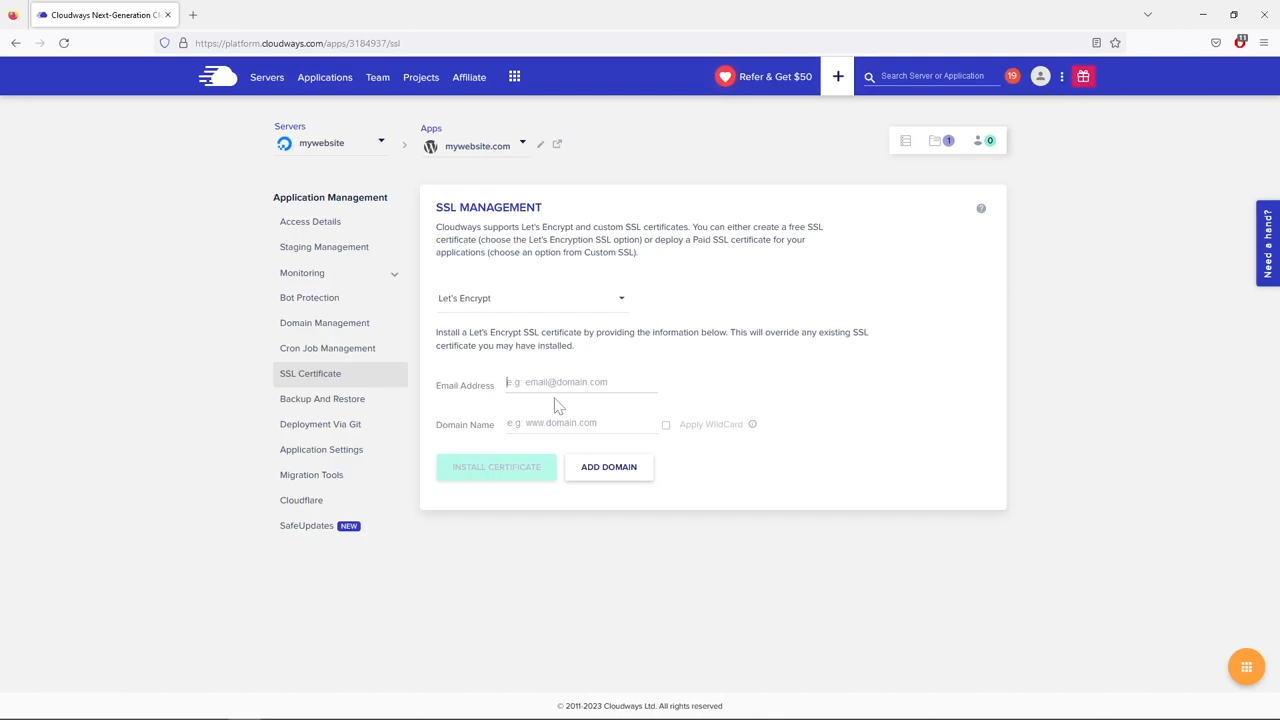 Cloudways Next-Generation Cl
https://platform.cloudways.com/apps/3184937/ssl
11
Servers
Applications
Team
Projects
Affiliate
Refer & Get $50
+
Search Server or Application
19
Servers
mywebsite
Apps
mywebsite.com
1
0
Application Management
Access Details
Staging Management
Monitoring
Bot Protection
Domain Management
Cron Job Management
SSL Certificate
Backup And Restore
Deployment Via Git
Application Settings
Migration Tools
Cloudflare
SafeUpdates NEW
SSL MANAGEMENT
Cloudways supports Let's Encrypt and custom SSL certificates. You can either create a free SSL
certificate (choose the Let's Encryption SSL option) or deploy a Paid SSL certificate for your
applications (choose an option from Custom SSL).
Let's Encrypt
Install a Let's Encrypt SSL certificate by providing the information below. This will override any existing SSL
certificate you may have installed.
Email Address
e.g: email@domain.com
Domain Name
e.g: www.domain.com
Apply WildCard
INSTALL CERTIFICATE
ADD DOMAIN
Need a hand?
© 2011-2023 Cloudways Ltd. All rights reserved